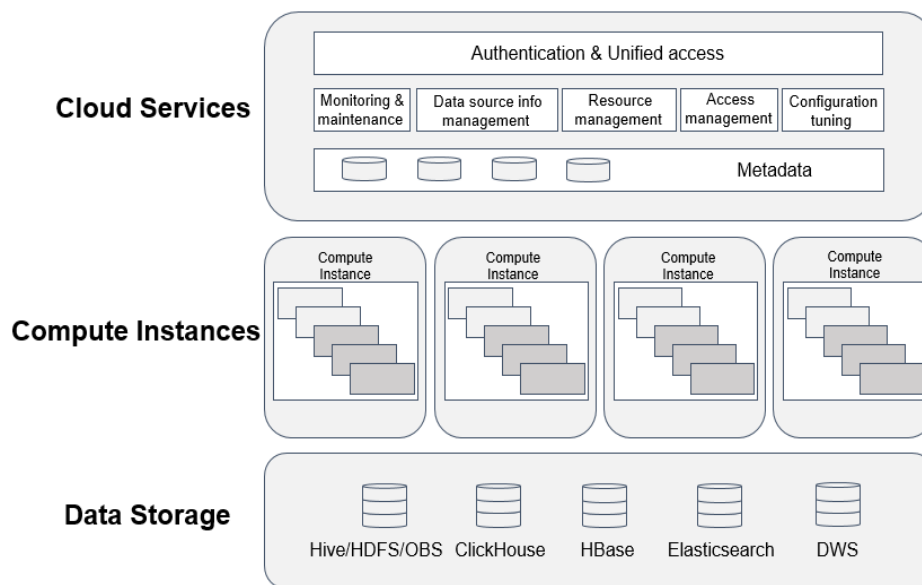 Cloud Services
Authentication & Unified access
Monitoring &
maintenance
Data source info
management
Resource
management
Access
management
Configuration
tuning
Metadata
Compute Instances
Compute
Instance
Compute
Instance
Compute
Instance
Compute
Instance
Data Storage
Hive/HDFS/OBS
ClickHouse
HBase
Elasticsearch
DWS